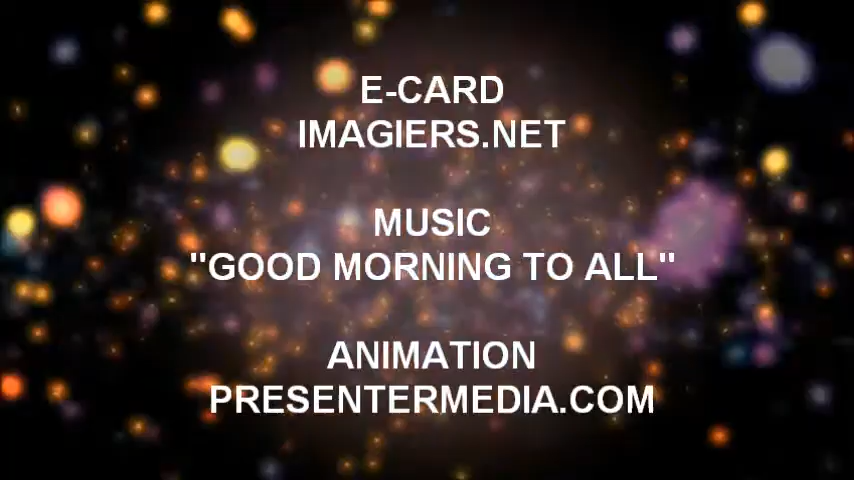 E-CARD
IMAGIERS.NET
MUSIC
"GOOD MORNING TO ALL"
ANIMATION
PRESENTERMEDIA.COM